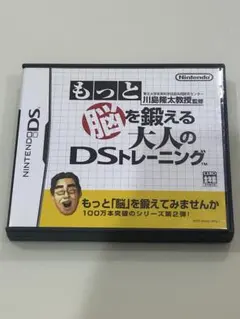 もっと
東北大学未来科学技術共同研究センター
川島隆太教授監修
Nintendo
脳を鍛える
大人の
DSトレーニング™
NINTENDO DS
もっと「脳」を鍛えてみませんか
100万本突破のシリーズ第2弾!